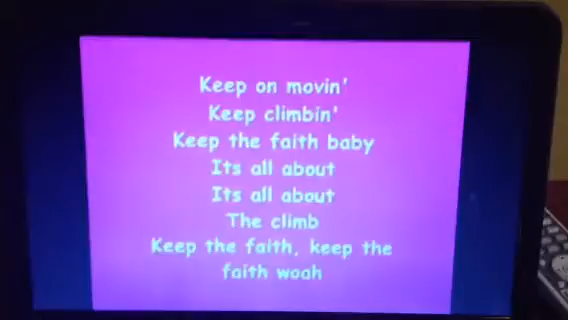 Keep on movin'
Keep climbin'
Keep the faith baby
Its all about
Its all about
The climb
Keep the faith, keep the
faith woah